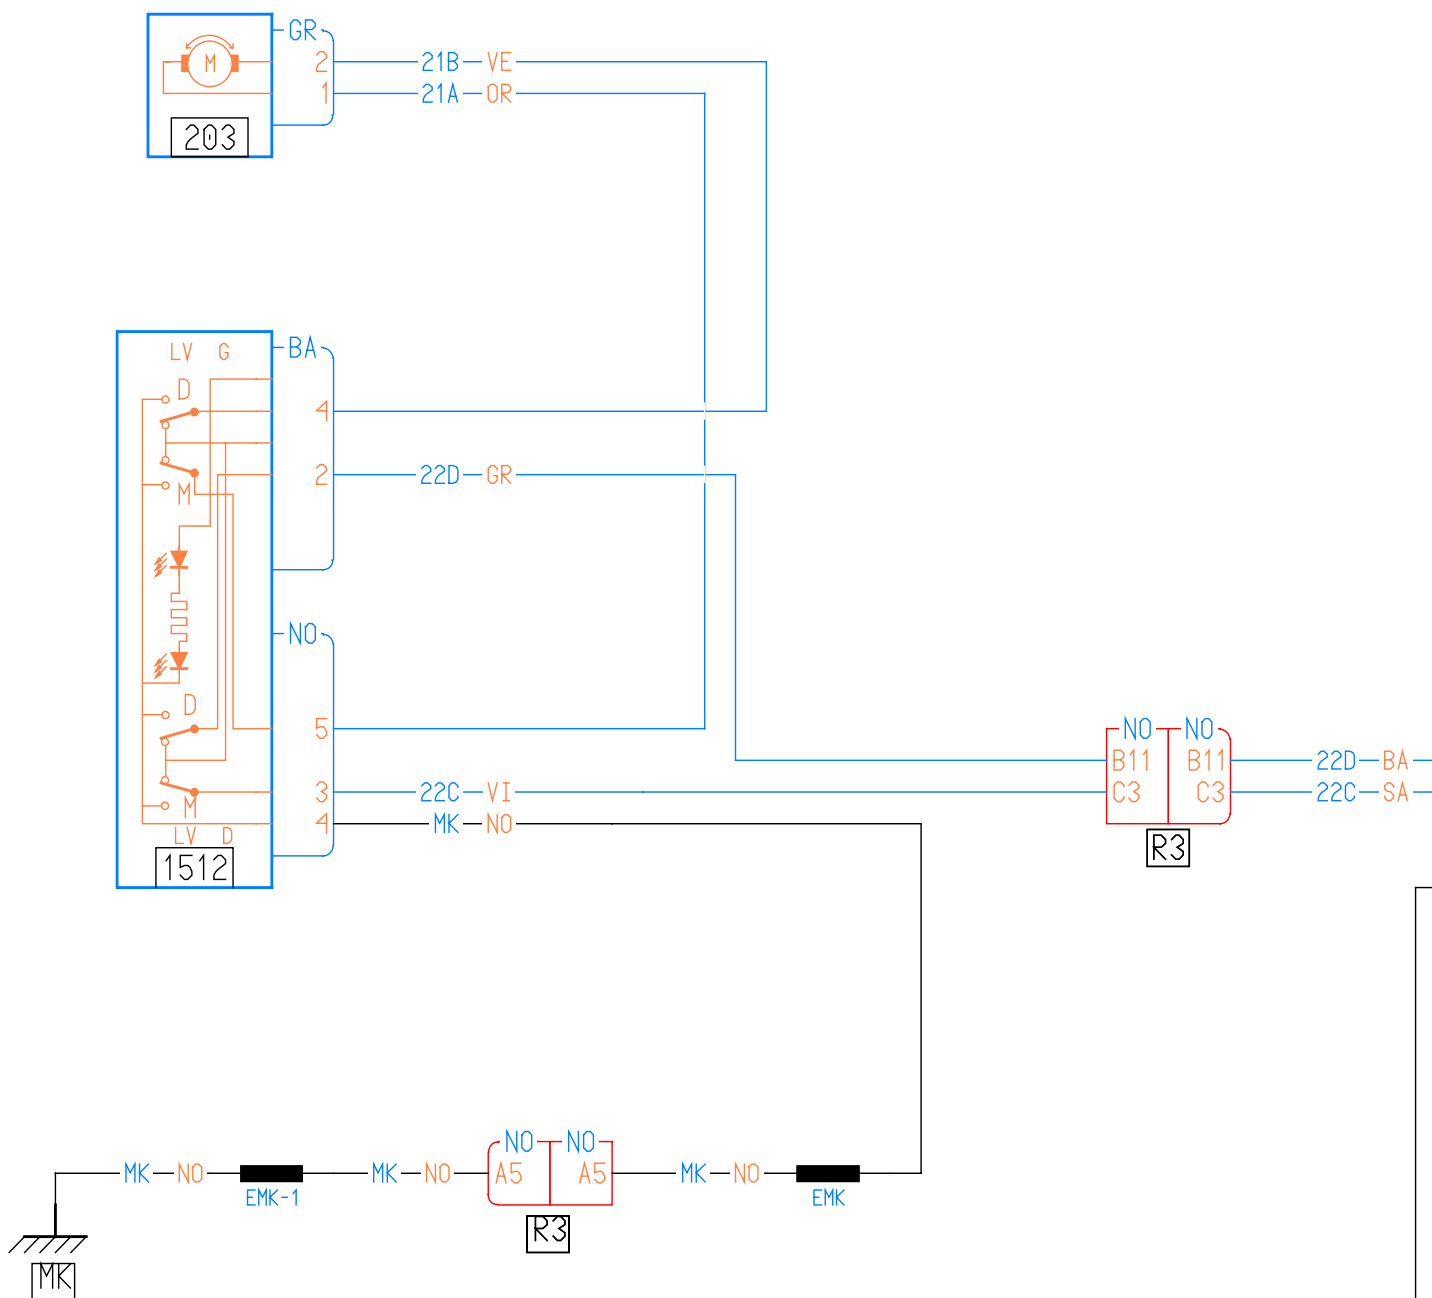 GR
2 21B VE
M
1 21A OR
203
BA
LV G
D
4
2 22D GR
M
NO
D
5
NO NO
B11 B11 22D BA
3 22C VI C3 C3 22C SA
M
4 MK NO
LV D
R3
1512
NO NO
MK NO MK NO A5 A5 MK NO
EMK-1 EMK
R3
MK